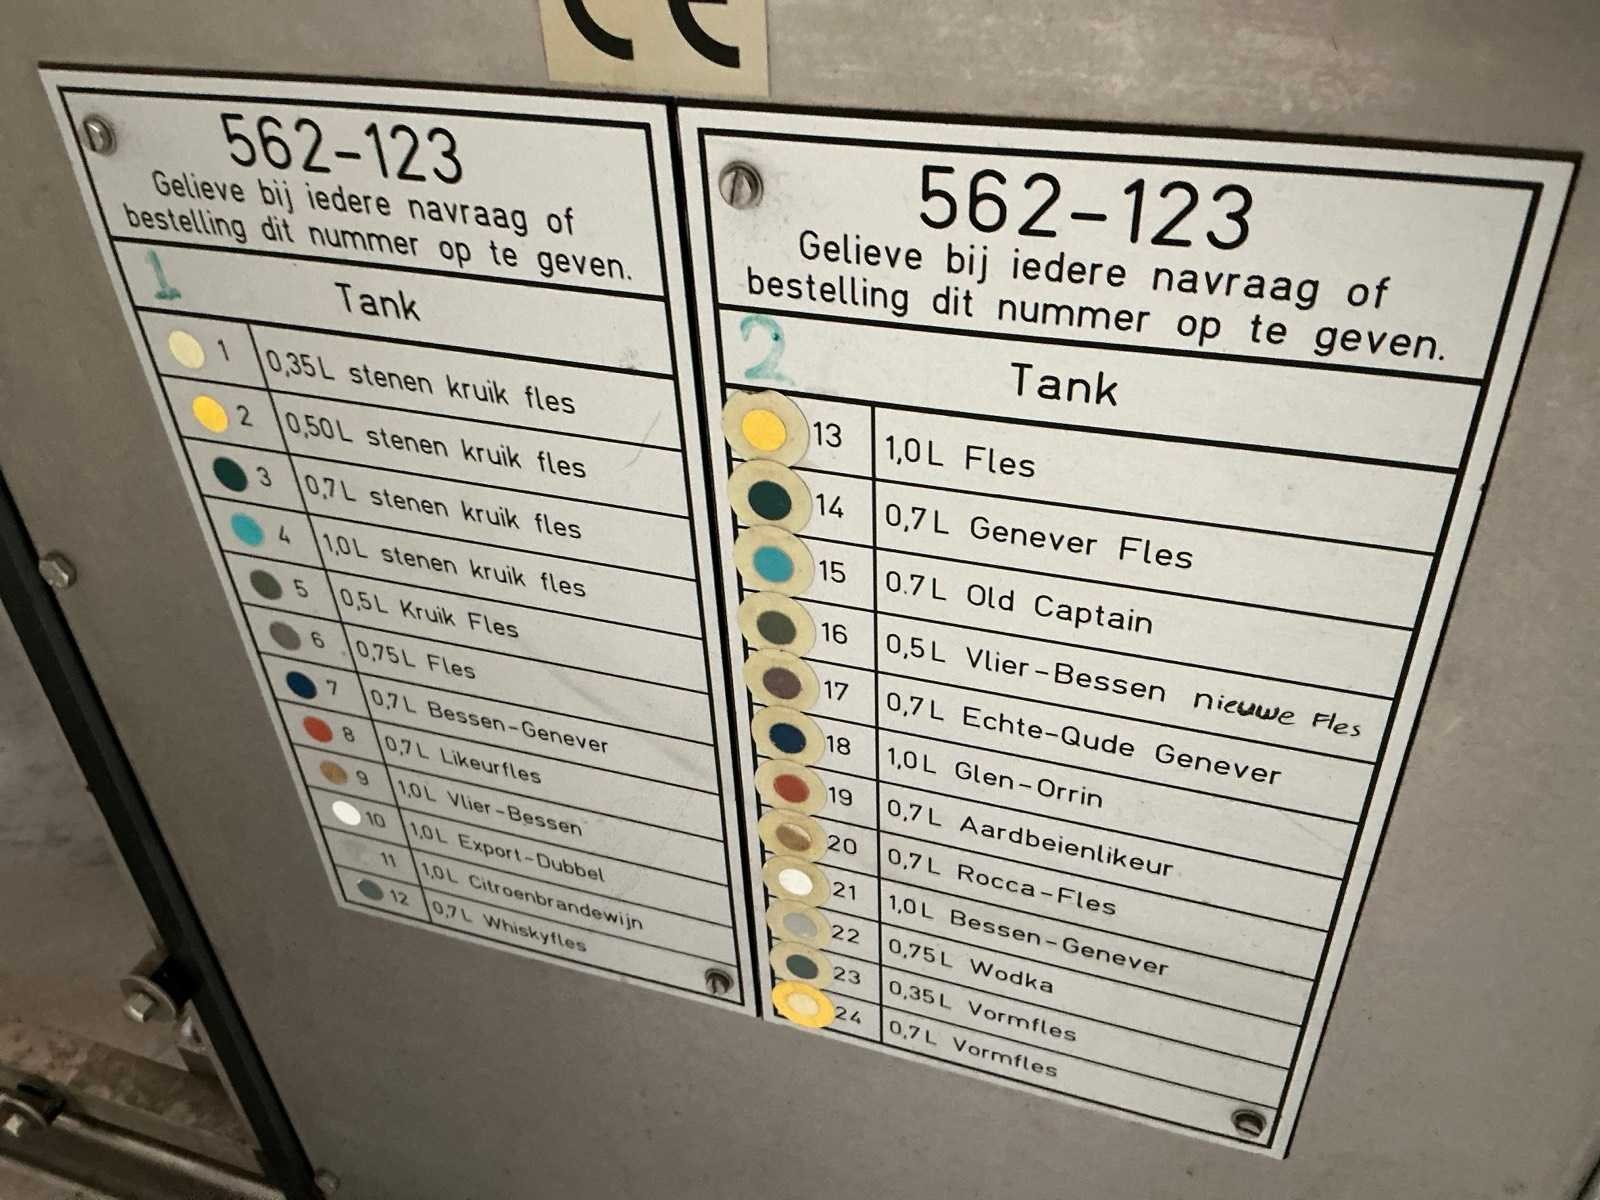 CE
562-123
Gelieve bij iedere navraag of
bestelling dit nummer op te geven.
1 Tank
1 0,35L stenen kruik fles
2 0,50L stenen kruik fles
3 0,7L stenen kruik fles
4 1,0L stenen kruik fles
5 0,5L Kruik Fles
6 0,75L Fles
7 0,7L Bessen-Genever
8 0,7L Likeurfles
9 1,0L Vlier-Bessen
10 1,0L Export-Dubbel
11 1,0L Citroenbrandewijn
12 0,7L Whiskyfles
562-123
Gelieve bij iedere navraag of
bestelling dit nummer op te geven.
2 Tank
13 1,0L Fles
14 0,7L Genever Fles
15 0.7L Old Captain
16 0,5L Vlier-Bessen nieuwe Fles
17 0,7L Echte-Qude Genever
18 1,0L Glen-Orrin
19 0,7L Aardbeienlikeur
20 0,7L Rocca-Fles
21 1,0L Bessen-Genever
22 0,75L Wodka
23 0,35L Vormfles
24 0,7L Vormfles